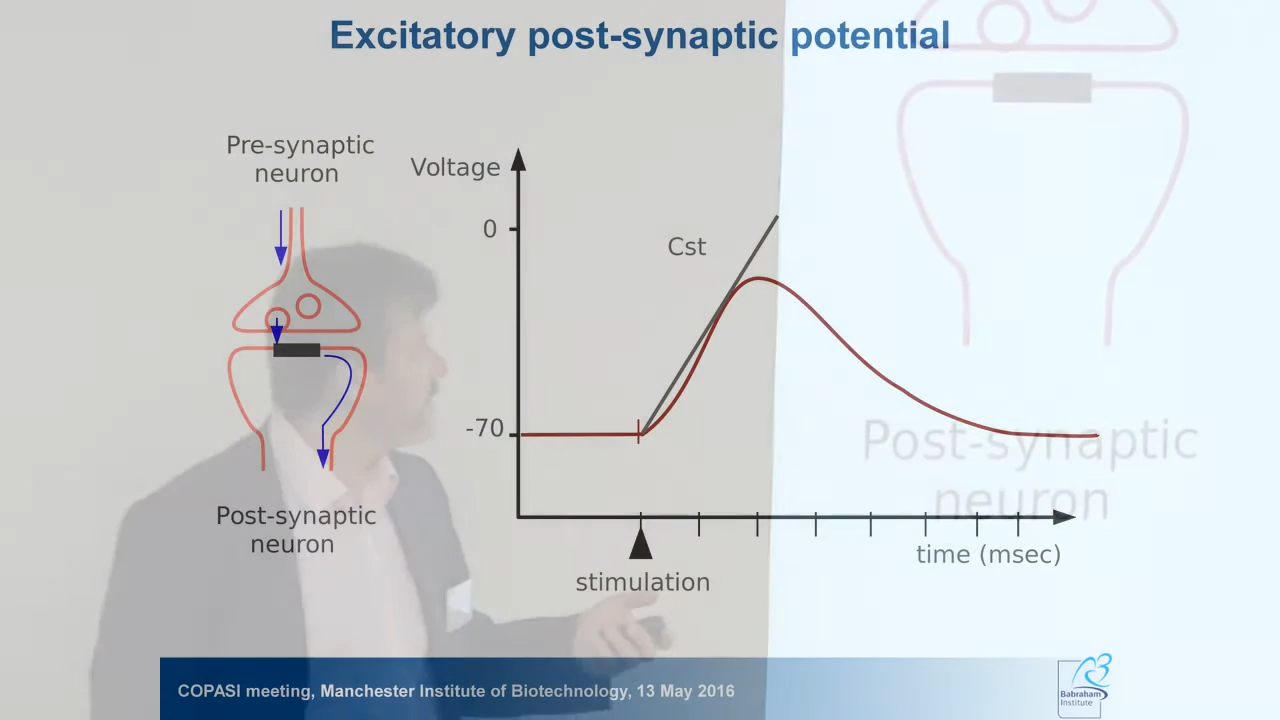 Excitatory post-synaptic potential
Pre-synaptic
neuron
Voltage
0
Cst
-70
Post-synaptic
neuron
stimulation
time (msec)
Post-synaptic
neuron
COPASI meeting, Manchester Institute of Biotechnology, 13 May 2016
Babraham
Institute